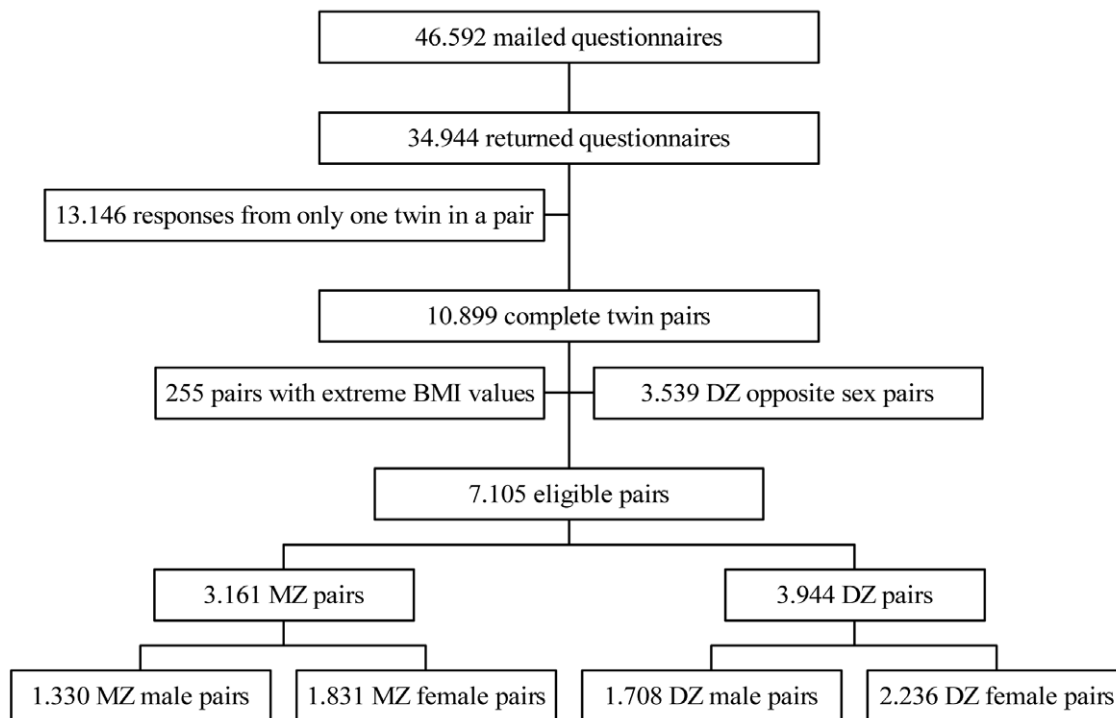 46.592 mailed questionnaires
34.944 returned questionnaires
13.146 responses from only one twin in a pair
10.899 complete twin pairs
255 pairs with extreme BMI values
3.539 DZ opposite sex pairs
7.105 eligible pairs
3.161 MZ pairs
3.944 DZ pairs
1.330 MZ male pairs
1.831 MZ female pairs
1.708 DZ male pairs
2.236 DZ female pairs